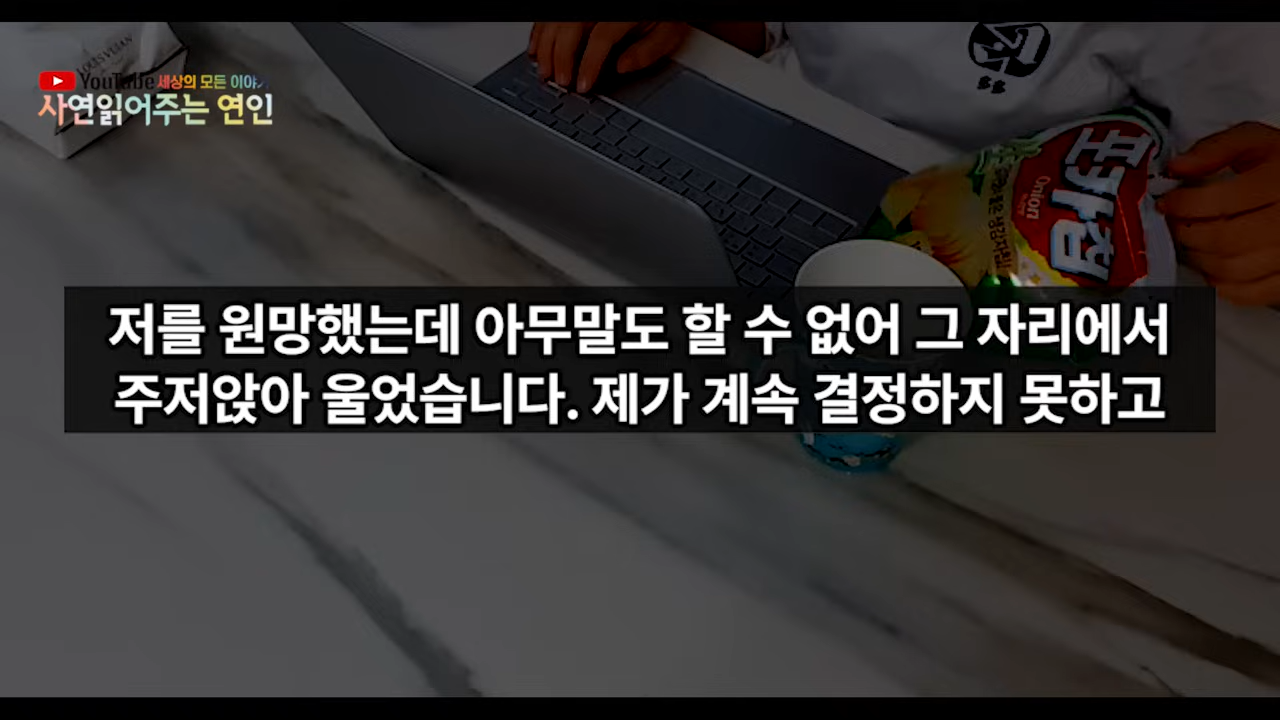 LOUIS VUIAN
YouTube 세상의 모든 이야기
사연읽어주는 연인
Onion
포카칩
저를 원망했는데 아무말도 할 수 없어 그 자리에서
주저앉아 울었습니다. 제가 계속 결정하지 못하고